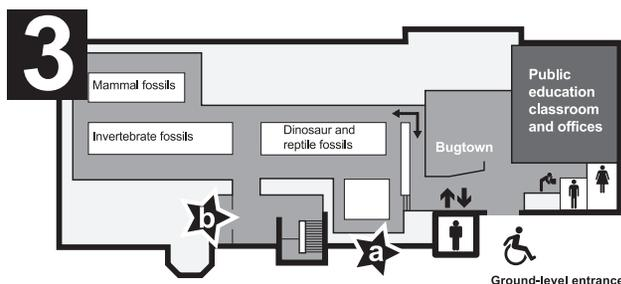 3
Mammal fossils
Invertebrate fossils
Dinosaur and
reptile fossils
Bugtown
Public
education
classroom
and offices
b
a
Ground-level entrance